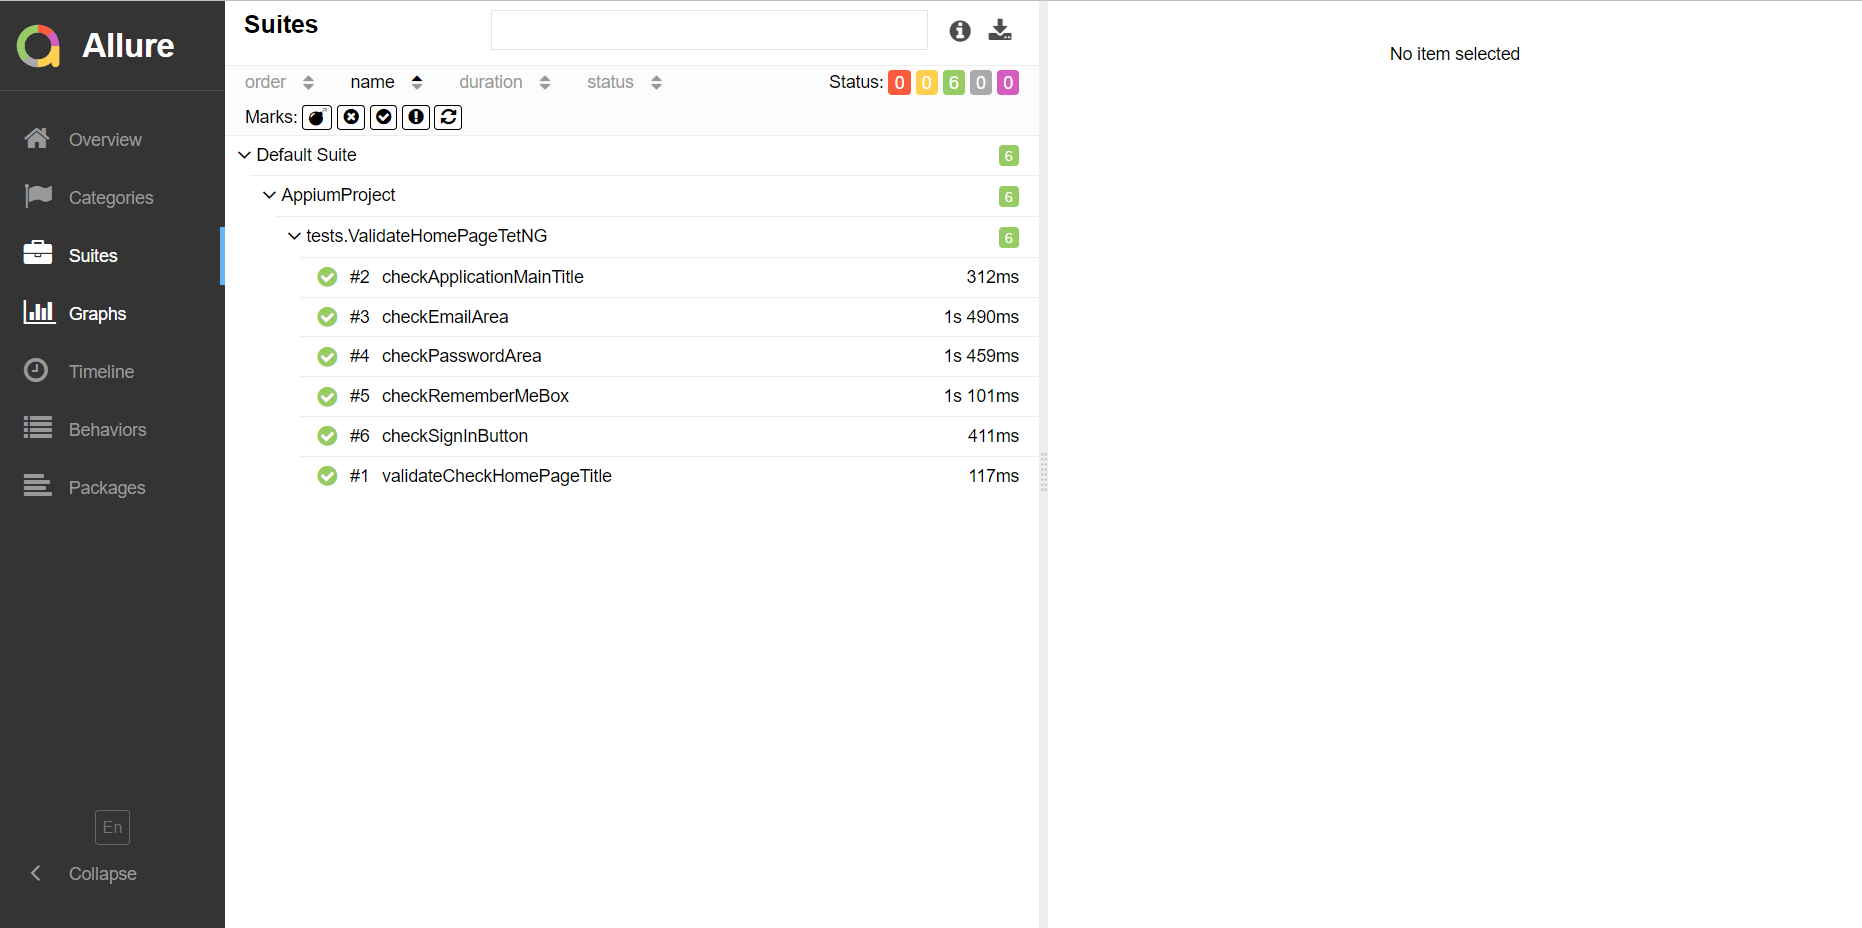 Allure
Overview
Categories
Suites
Graphs
Timeline
Behaviors
Packages
En
Collapse
Suites
order name duration status Status: 0 0 6 0 0
Marks:
Default Suite 6
AppiumProject 6
tests.ValidateHomePageTetNG 6
#2 checkApplicationMainTitle 312ms
#3 checkEmailArea 1s 490ms
#4 checkPasswordArea 1s 459ms
#5 checkRememberMeBox 1s 101ms
#6 checkSignInButton 411ms
#1 validateCheckHomePageTitle 117ms
No item selected